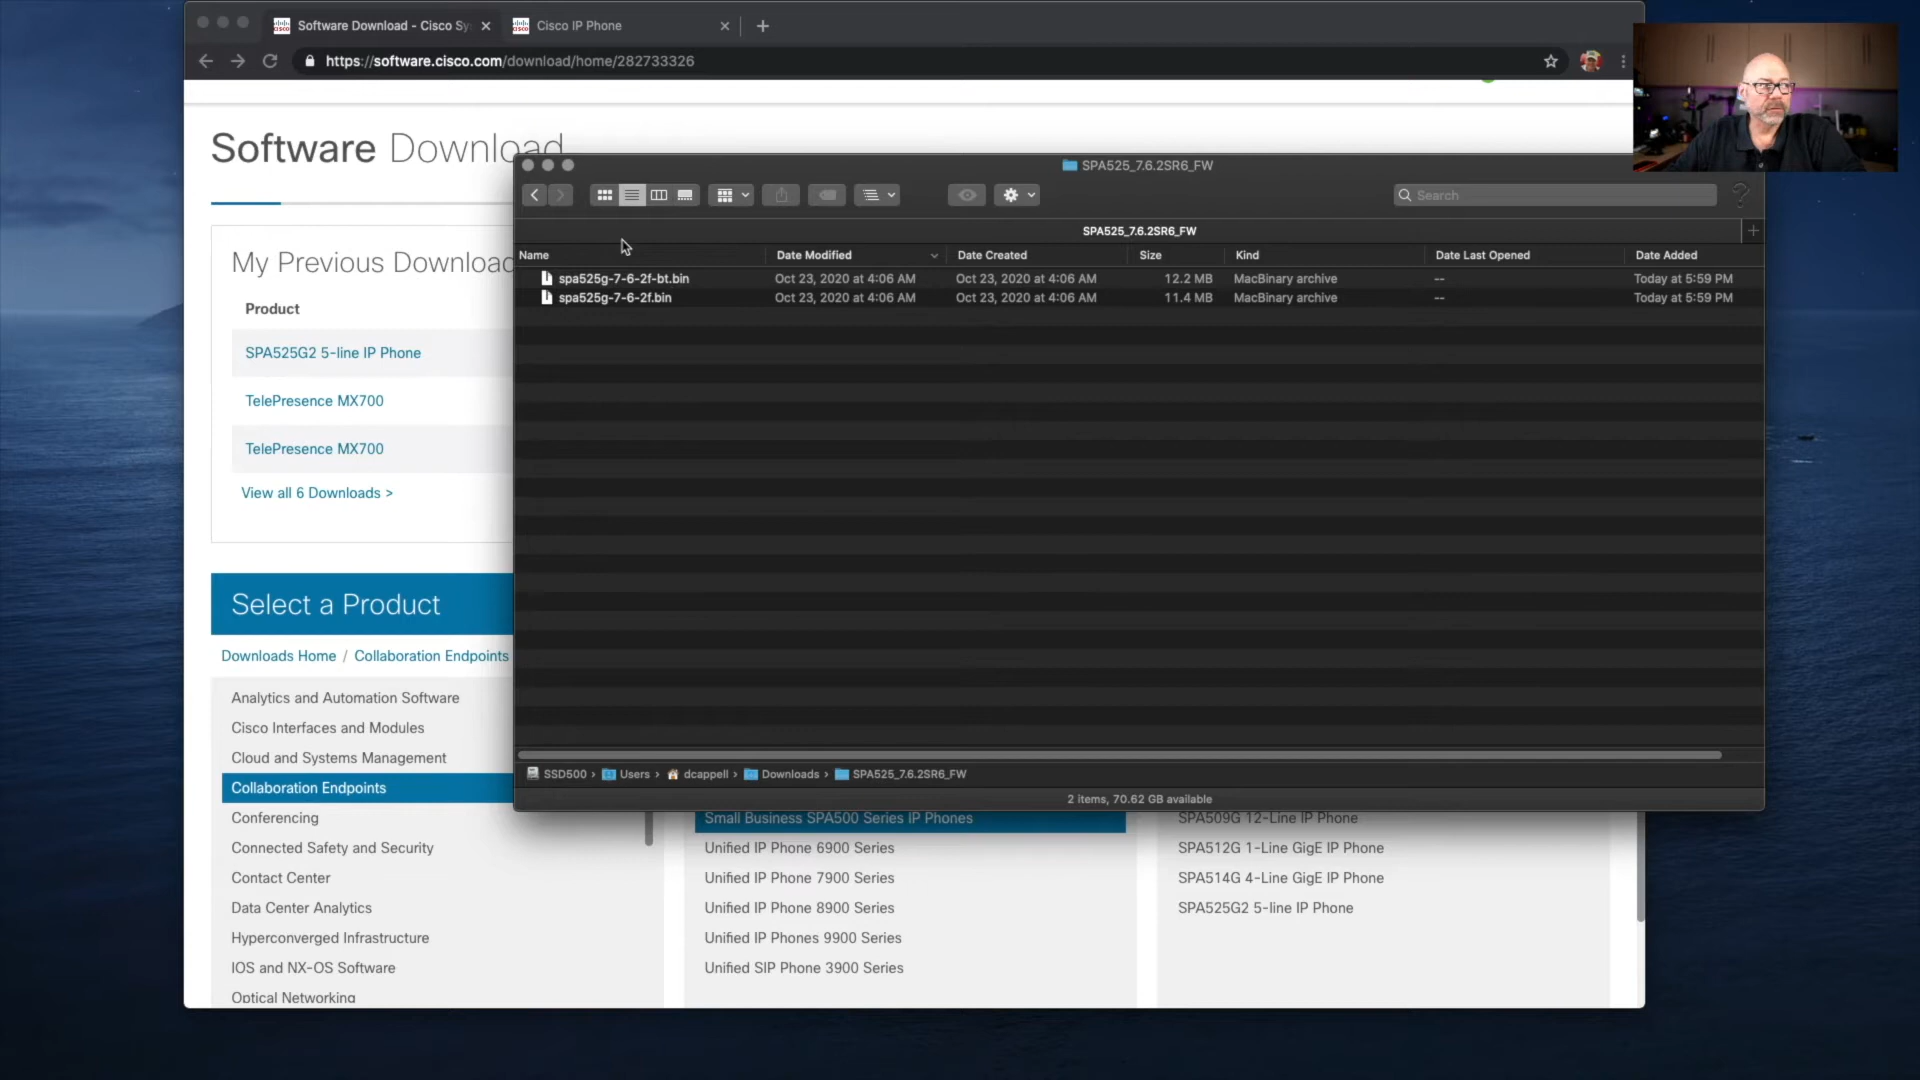 Software Download - Cisco Sy
Cisco IP Phone
https://software.cisco.com/download/home/282733326
Software Download
My Previous Download
Product
SPA525G2 5-line IP Phone
TelePresence MX700
TelePresence MX700
View all 6 Downloads >
Select a Product
Downloads Home / Collaboration Endpoints
Analytics and Automation Software
Cisco Interfaces and Modules
Cloud and Systems Management
Collaboration Endpoints
Conferencing
Connected Safety and Security
Contact Center
Data Center Analytics
Hyperconverged Infrastructure
IOS and NX-OS Software
Optical Networking
SPA525_7.6.2SR6_FW
Search
SPA525_7.6.2SR6_FW
Name Date Modified Date Created Size Kind Date Last Opened Date Added
spa525g-7-6-2f-bt.bin Oct 23, 2020 at 4:06 AM Oct 23, 2020 at 4:06 AM 12.2 MB MacBinary archive -- Today at 5:59 PM
spa525g-7-6-2f.bin Oct 23, 2020 at 4:06 AM Oct 23, 2020 at 4:06 AM 11.4 MB MacBinary archive -- Today at 5:59 PM
SSD500 › Users › dcappell › Downloads › SPA525_7.6.2SR6_FW
2 items, 70.62 GB available
Small Business SPA500 Series IP Phones
Unified IP Phone 6900 Series
Unified IP Phone 7900 Series
Unified IP Phone 8900 Series
Unified IP Phones 9900 Series
Unified SIP Phone 3900 Series
SPA509G 12-Line IP Phone
SPA512G 1-Line GigE IP Phone
SPA514G 4-Line GigE IP Phone
SPA525G2 5-line IP Phone